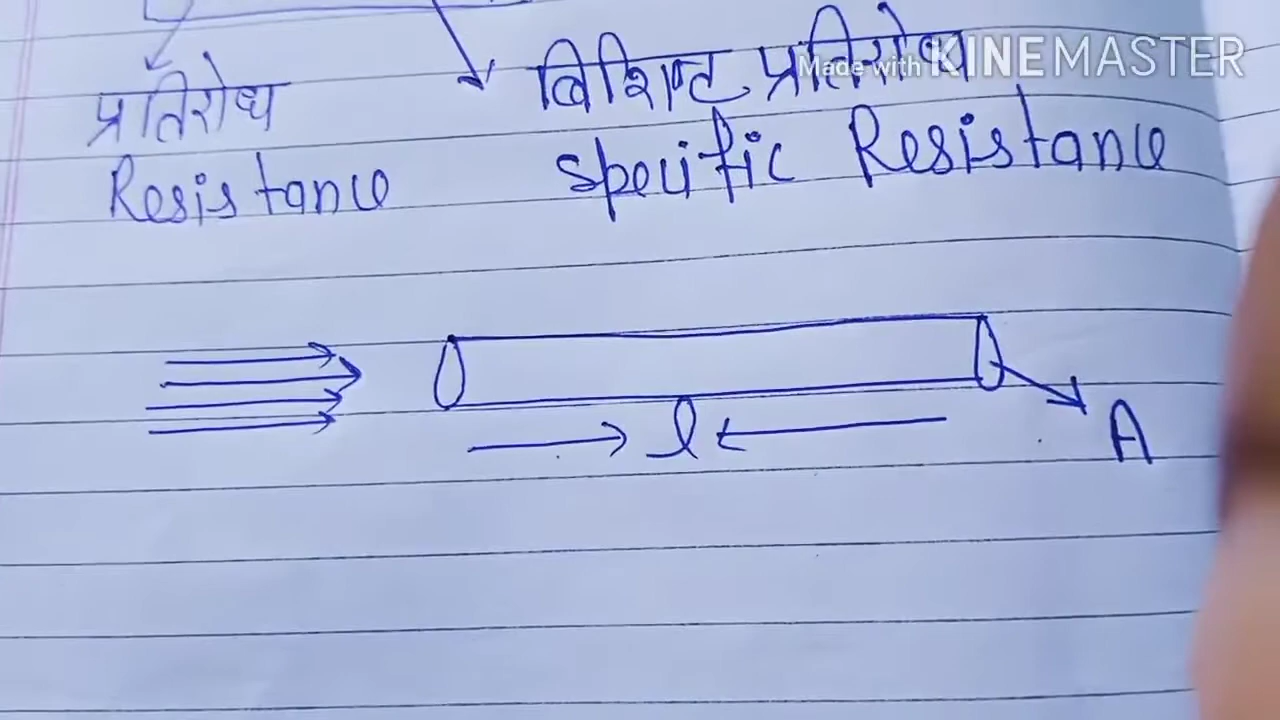 प्रतिरोध
Resistance
विशिष्ट प्रतिरोध
Specific Resistance
Made with KINEMASTER
l
A